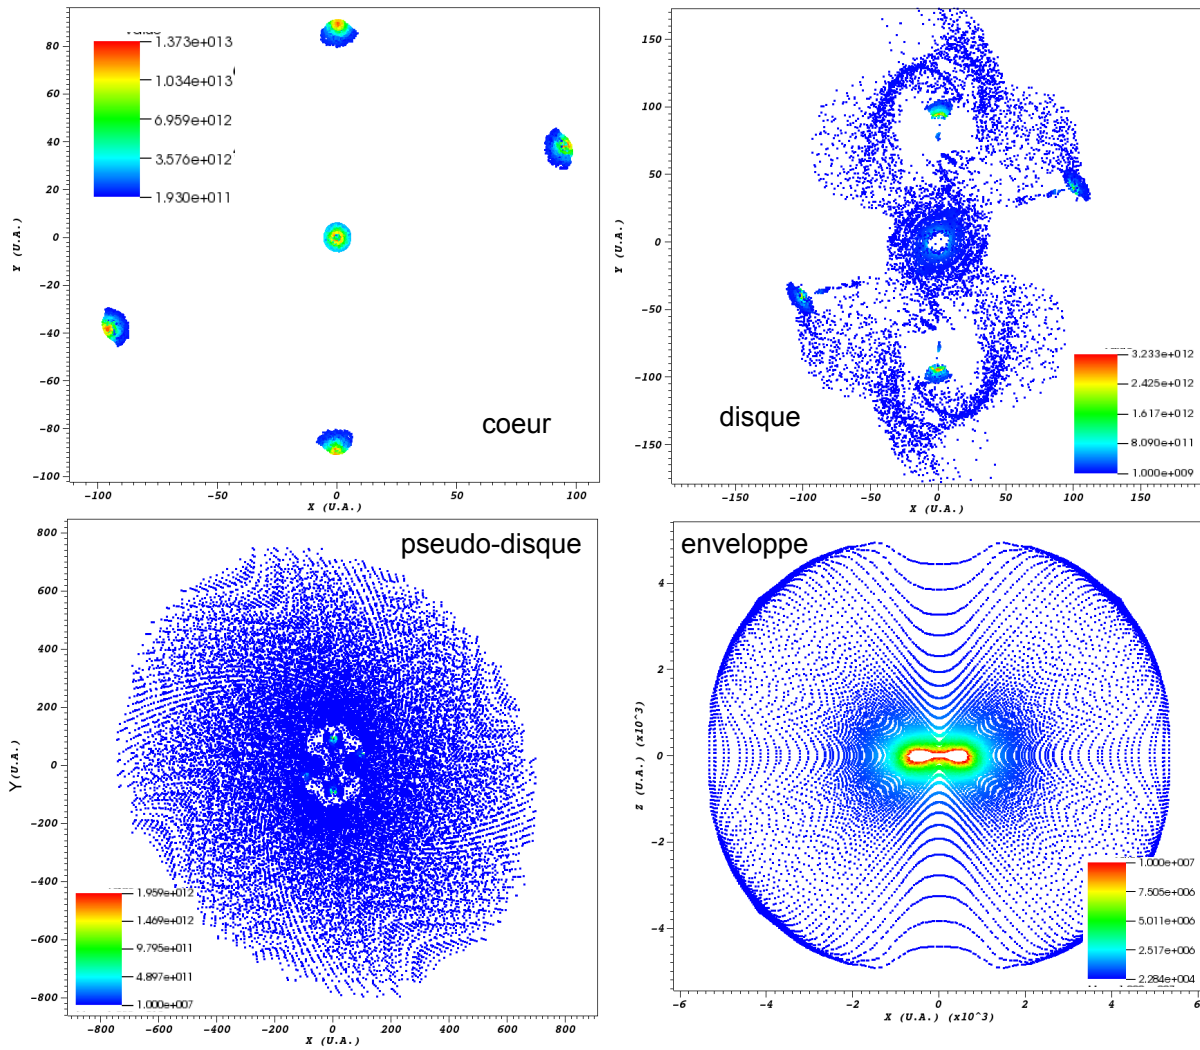 80
60
40
20
0
-20
-40
-60
-80
-100
Y (U.A.)
1.373e+013
1.034e+013
6.959e+012
3.576e+012
1.930e+011
coeur
-100
-50
0
50
100
X (U.A.)
150
100
50
0
-50
-100
-150
Y (U.A.)
disque
3.233e+012
2.425e+012
1.617e+012
8.090e+011
1.000e+009
-150
-100
-50
0
50
100
150
X (U.A.)
800
600
400
200
0
-200
-400
-600
-800
Y (U.A.)
pseudo-disque
1.959e+012
1.469e+012
9.795e+011
4.897e+011
1.000e+007
-800
-600
-400
-200
0
200
400
600
800
X (U.A.)
4
2
0
-2
-4
Z (U.A.) (x10^3)
enveloppe
1.000e+007
7.505e+006
5.011e+006
2.517e+006
2.284e+004
-6
-4
-2
0
2
4
6
X (U.A.) (x10^3)